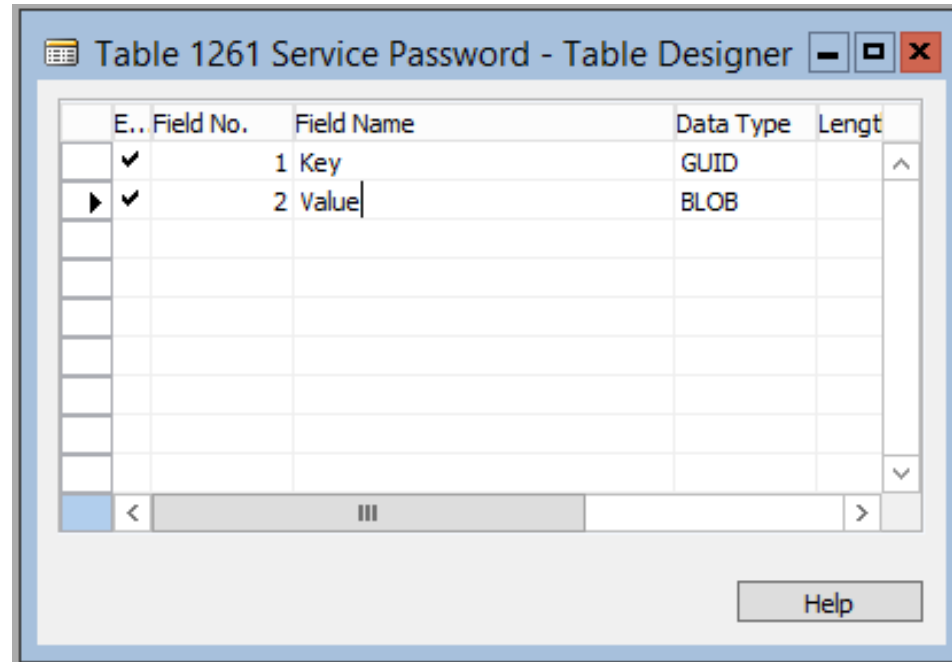 Table 1261 Service Password - Table Designer
E.. Field No. Field Name Data Type Lengt
1 Key GUID
2 Value BLOB
Help